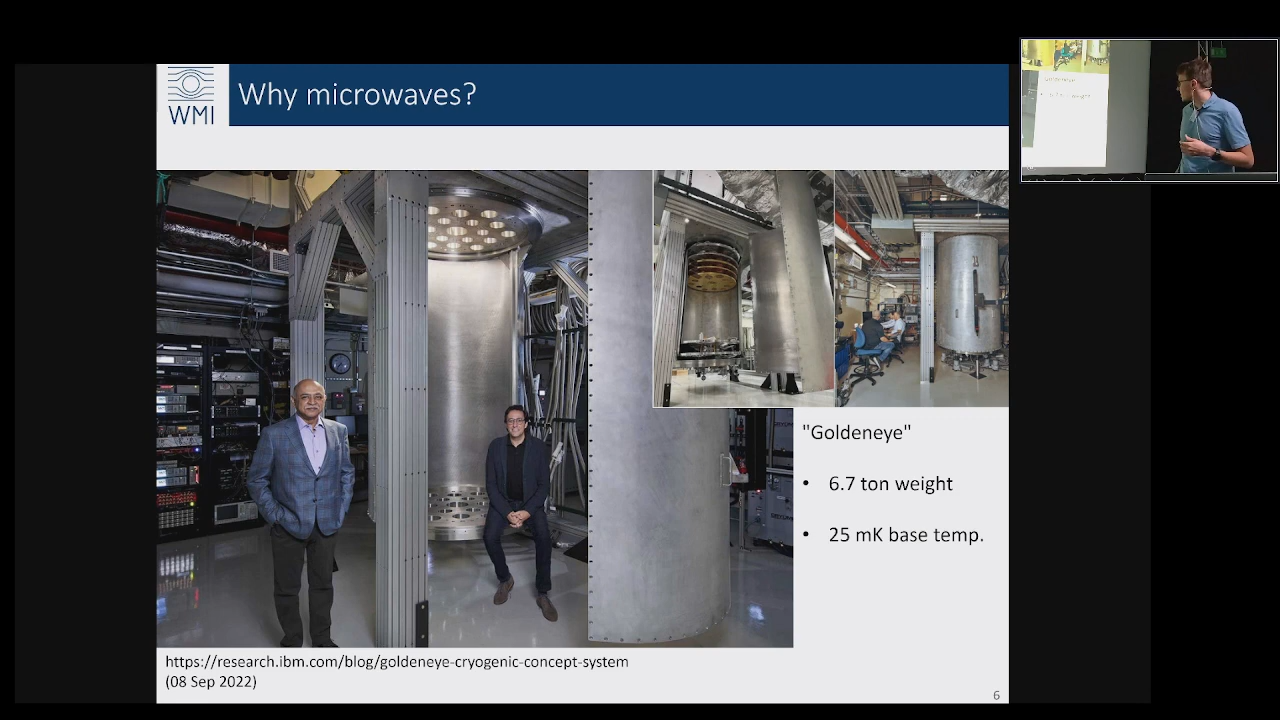 WMI
Why microwaves?
"Goldeneye"
• 6.7 ton weight
• 25 mK base temp.
https://research.ibm.com/blog/goldeneye-cryogenic-concept-system
(08 Sep 2022)
6